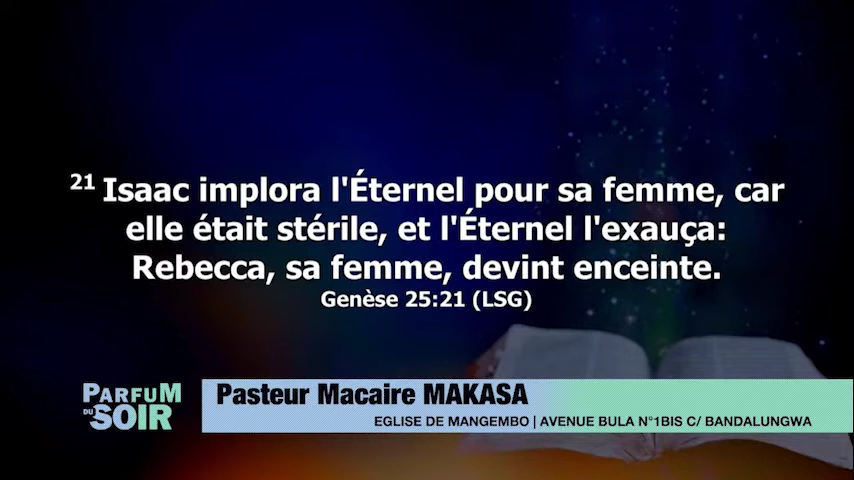 21 Isaac implora l'Éternel pour sa femme, car
elle était stérile, et l'Éternel l'exauça:
Rebecca, sa femme, devint enceinte.
Genèse 25:21 (LSG)
PARFUM
DU SOIR
Pasteur Macaire MAKASA
EGLISE DE MANGEMBO | AVENUE BULA N°1BIS C/ BANDALUNGWA